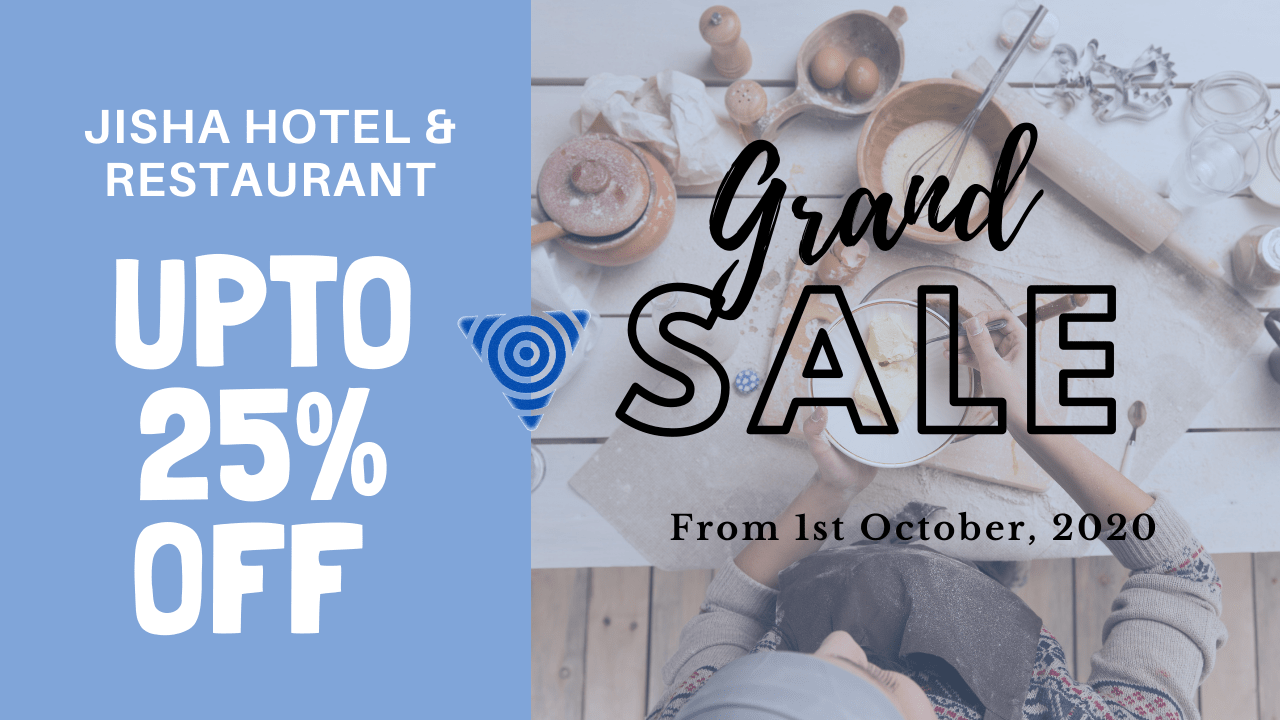 JISHA HOTEL &
RESTAURANT
UPTO
25%
OFF
Grand
SALE
From 1st October, 2020